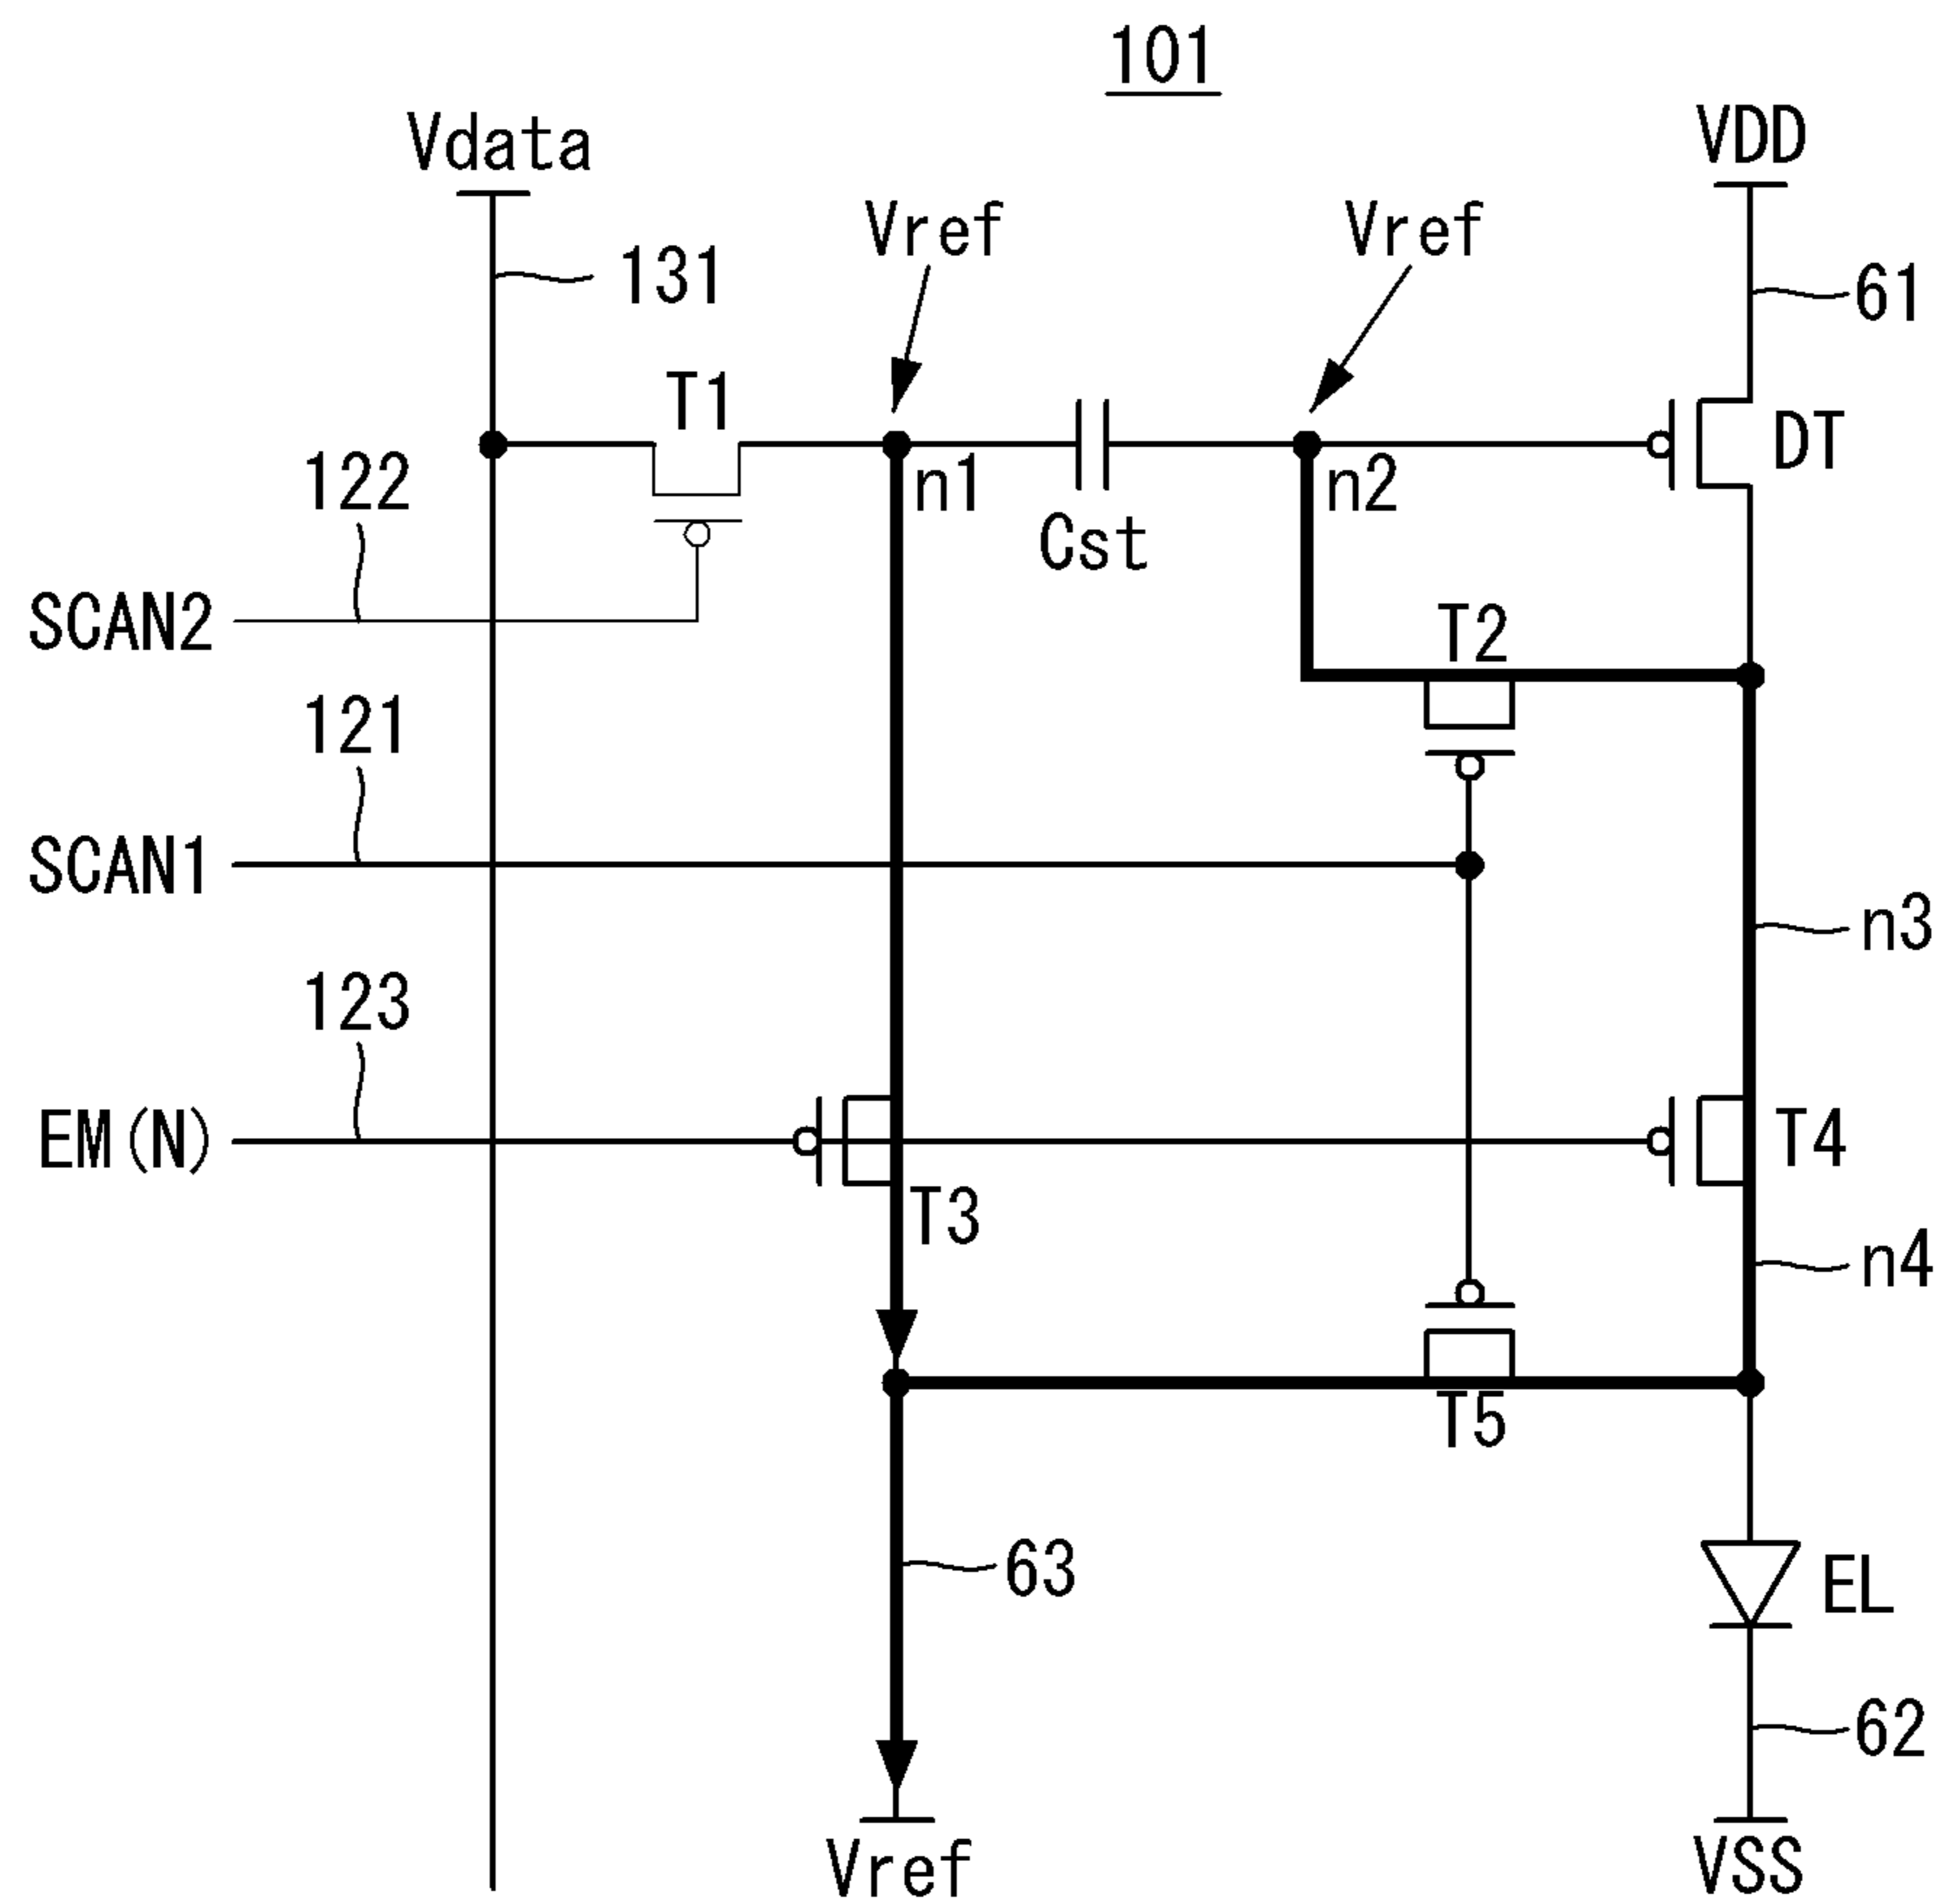 101
Vdata
VDD
Vref
Vref
131
61
T1
DT
122
n1
n2
Cst
SCAN2
T2
121
SCAN1
n3
123
EM(N)
T4
T3
n4
T5
63
EL
62
Vref
VSS